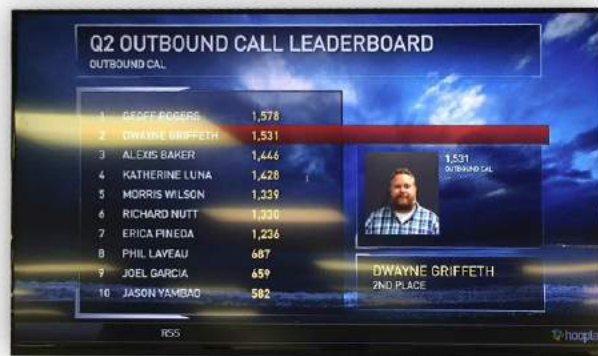 Q2 OUTBOUND CALL LEADERBOARD
OUTBOUND CAL
1 GEOFF ROGERS 1,578
2 DWAYNE GRIFFETH 1,531
3 ALEXIS BAKER 1,446
4 KATHERINE LUNA 1,428
5 MORRIS WILSON 1,339
6 RICHARD NUTT 1,330
7 ERICA PINEDA 1,236
8 PHIL LAVEAU 687
9 JOEL GARCIA 659
10 JASON YAMBAO 582
1,531
OUTBOUND CAL
DWAYNE GRIFFETH
2ND PLACE
RSS
hoopla